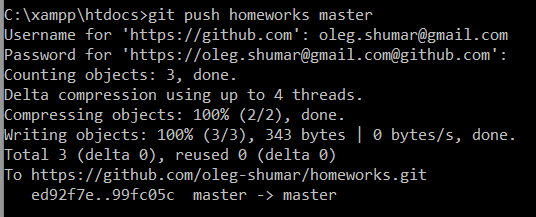 C:\xampp\htdocs>git push homeworks master
Username for 'https://github.com': oleg.shumar@gmail.com
Password for 'https://oleg.shumar@gmail.com@github.com':
Counting objects: 3, done.
Delta compression using up to 4 threads.
Compressing objects: 100% (2/2), done.
Writing objects: 100% (3/3), 343 bytes | 0 bytes/s, done.
Total 3 (delta 0), reused 0 (delta 0)
To https://github.com/oleg-shumar/homeworks.git
   ed92f7e..99fc05c  master -> master